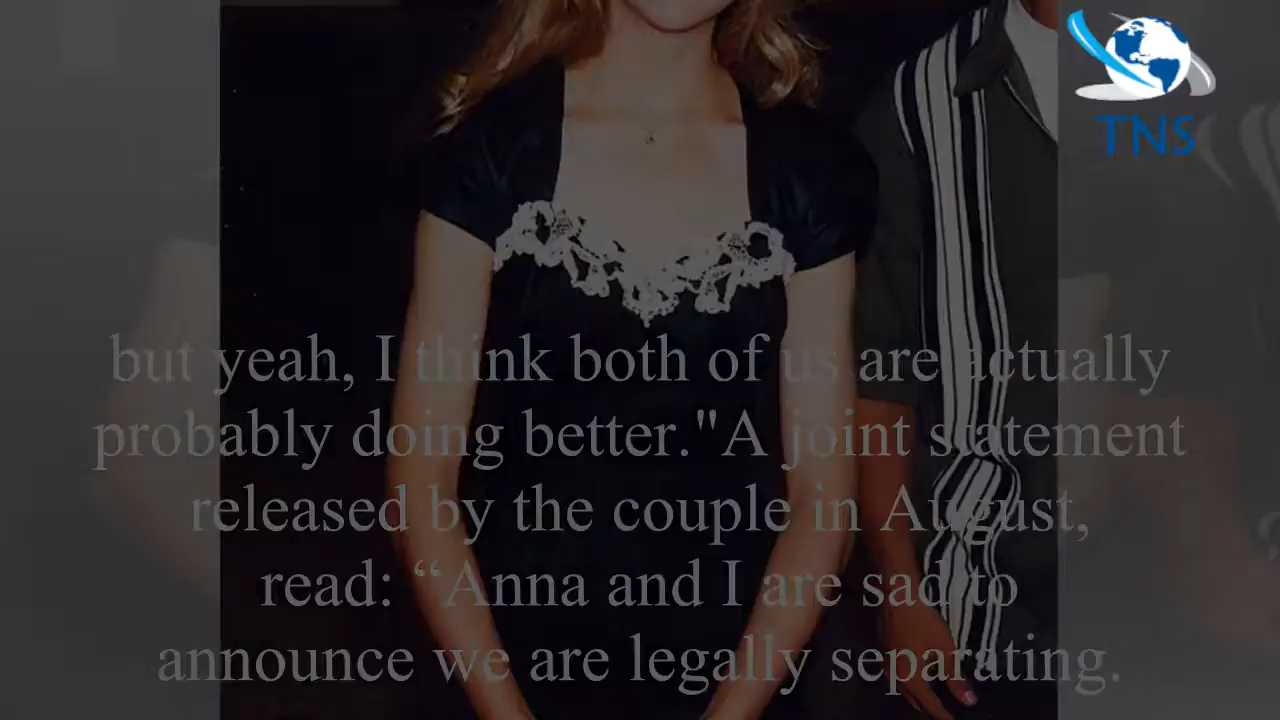 TNS
but yeah, I think both of us are actually
probably doing better."A joint statement
released by the couple in August,
read: “Anna and I are sad to
announce we are legally separating.